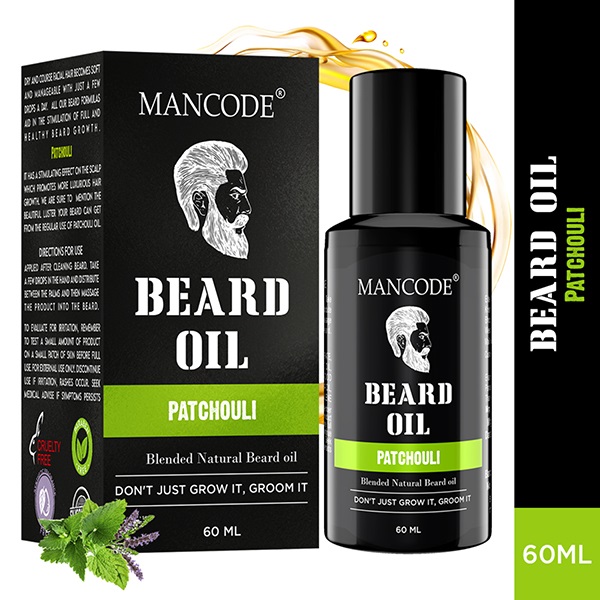 DRY AND COURSE FACIAL HAIR BECOMES SOFT
AND MANAGEABLE WITH JUST A FEW
DROPS A DAY. ALL OUR BEARD FORMULAS
AID IN THE STIMULATION OF FULL AND
HEALTHY BEARD GROWTH.
PATCHOULI
IT HAS A STIMULATING EFFECT ON THE SCALP
WHICH PROMOTES MORE LUXURIOUS HAIR
GROWTH. WE ARE SURE TO MENTION THE
BEAUTIFUL LUSTER YOUR BEARD CAN GET
FROM THE REGULAR USE OF PATCHOULI OIL.
DIRECTIONS FOR USE
APPLIED AFTER CLEANING BEARD. TAKE
A FEW DROPS IN THE HAND AND DISTRIBUTE
BETWEEN THE PALMS AND THEN MASSAGE
THE PRODUCT INTO THE BEARD.
TO EVALUATE FOR IRRITATION, REMEMBER
TO TEST A SMALL AMOUNT OF PRODUCT
ON A SMALL PATCH OF SKIN BEFORE FULL
USE. FOR EXTERNAL USE ONLY. DISCONTINUE
USE IF IRRITATION, RASHES OCCUR. SEEK
MEDICAL ADVISE IF SYMPTOMS PERSISTS
CRUELTY
FREE
MANCODE®
BEARD
OIL
PATCHOULI
Blended Natural Beard oil
DON'T JUST GROW IT, GROOM IT
60 ML
MANCODE®
BEARD
OIL
PATCHOULI
Blended Natural Beard oil
DON'T JUST GROW IT, GROOM IT
60 ML
BEARD OIL
PATCHOULI
60ML